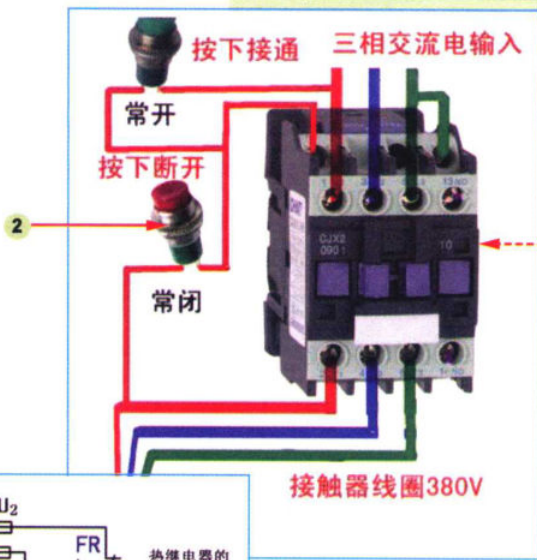 按下接通
三相交流电输入
常开
按下断开
2
常闭
CJX2
0901
10
接触器线圈380V
U₂
FR
热继电器的